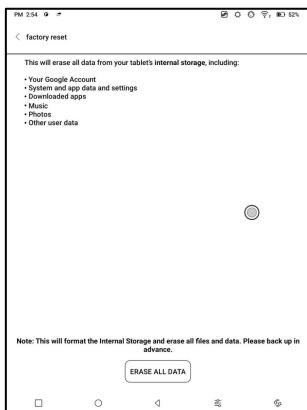 PM 2:54 52%
factory reset
This will erase all data from your tablet's internal storage, including:
• Your Google Account
• System and app data and settings
• Downloaded apps
• Music
• Photos
• Other user data
Note: This will format the Internal Storage and erase all files and data. Please back up in
advance.
ERASE ALL DATA